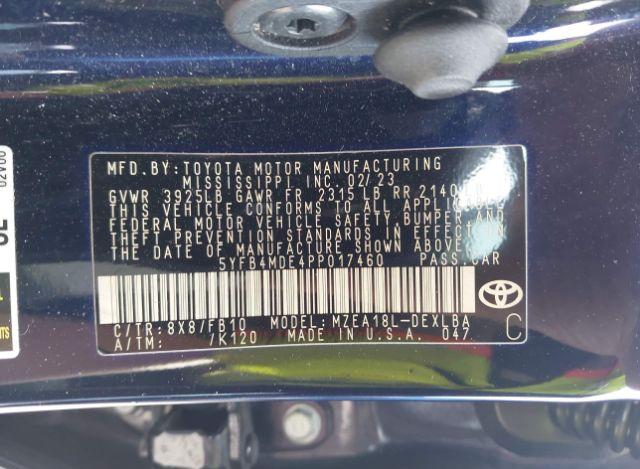 MFD. BY: TOYOTA MOTOR MANUFACTURING
MISSISSIPPI, INC. 02/23
GVWR 3925LB GAWR FR 2315LB RR 2140LB
THIS VEHICLE CONFORMS TO ALL APPLICABLE
FEDERAL MOTOR VEHICLE SAFETY, BUMPER AND
THEFT PREVENTION STANDARDS IN EFFECT ON
THE DATE OF MANUFACTURE SHOWN ABOVE.
5YFB4MDE4PP017460 PASS.CAR
C/TR: 8X8/FB10 MODEL: MZEA18L-DEXLBA
A/TM: /K120 MADE IN U.S.A. 047
C